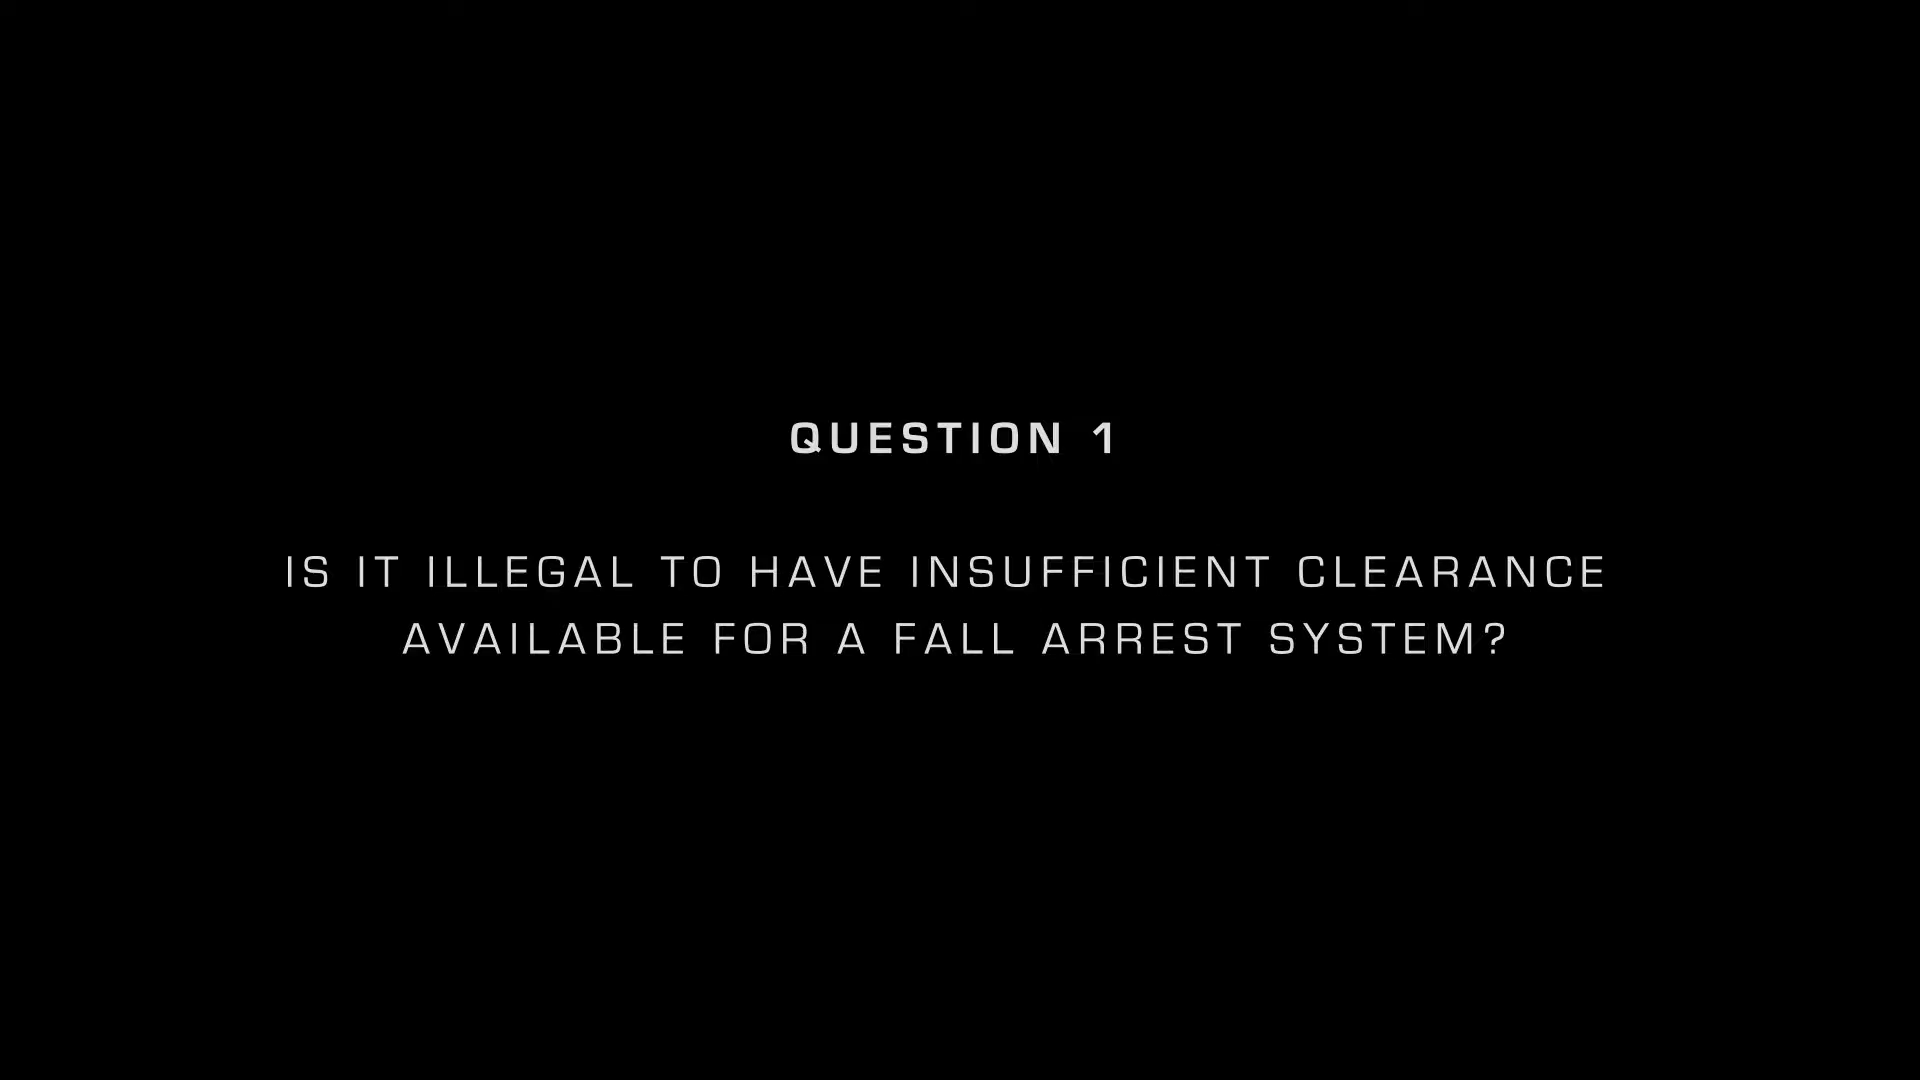 QUESTION 1
IS IT ILLEGAL TO HAVE INSUFFICIENT CLEARANCE
AVAILABLE FOR A FALL ARREST SYSTEM?